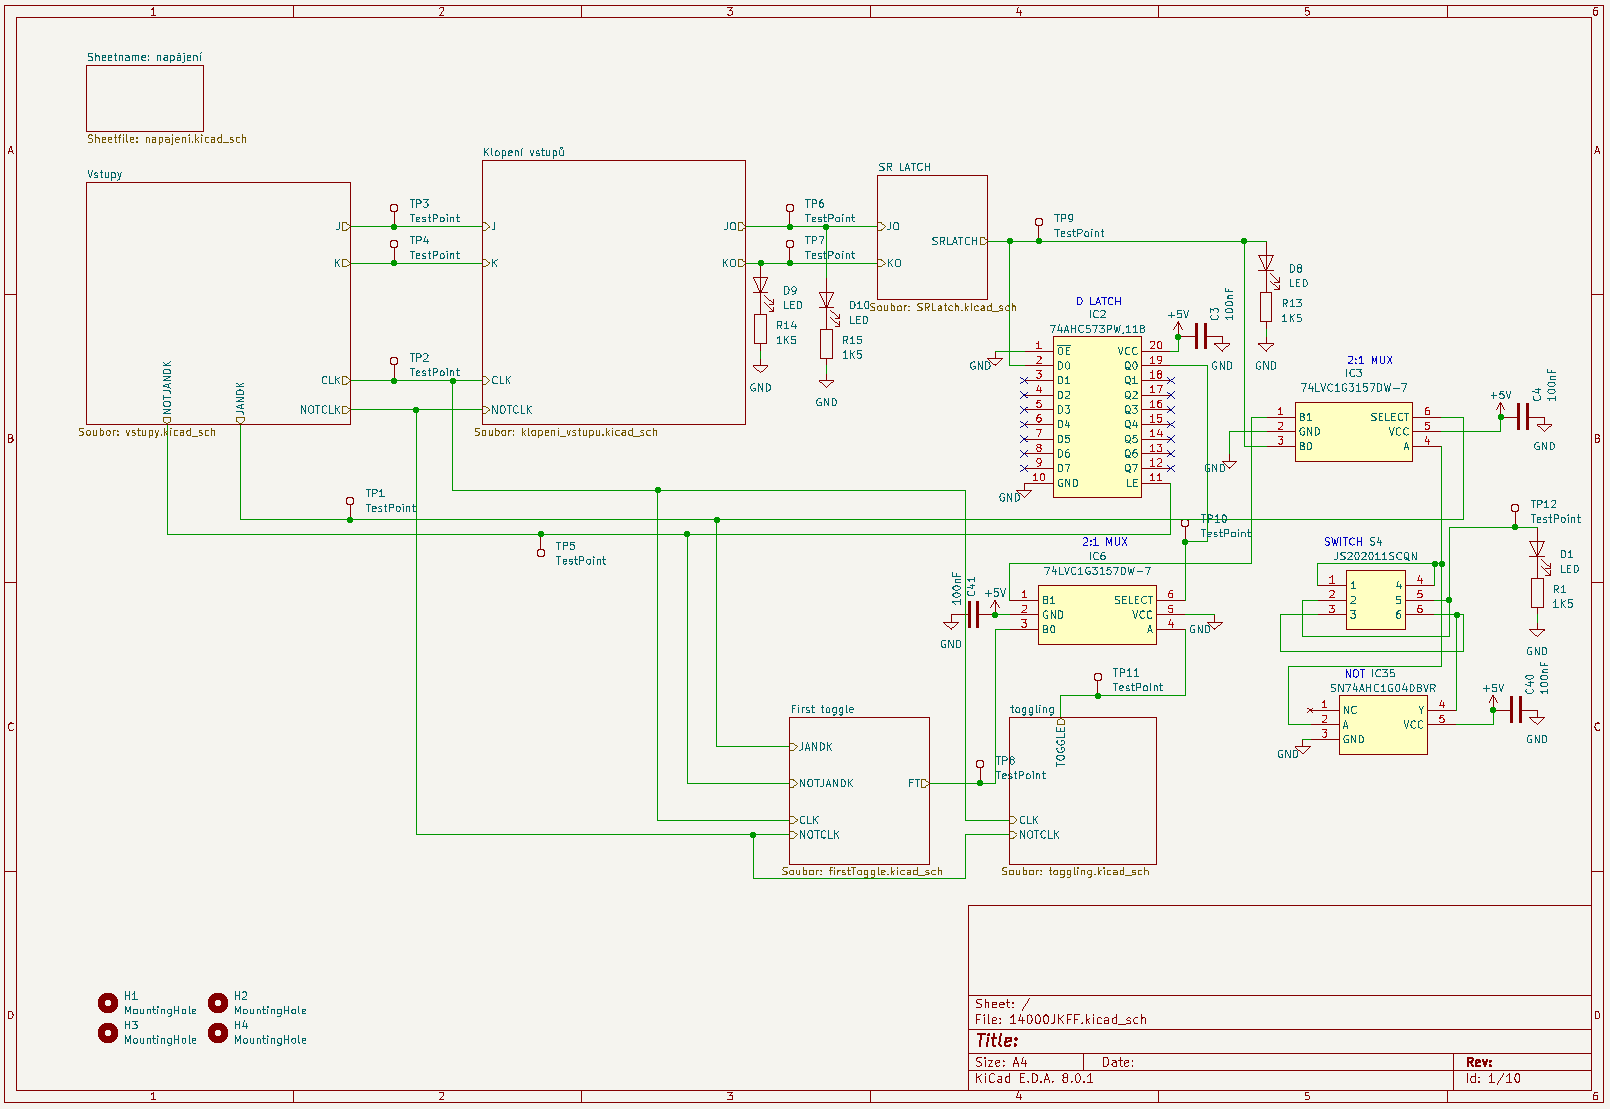 1 2 3 4 5 6
A A
B B
C C
D D
1 2 3 4 5 6
Sheetname: napájení
Sheetfile: napajeni.kicad_sch
Vstupy
J
K
CLK
NOTCLK
NOTJANDK
JANDK
Soubor: vstupy.kicad_sch
TP3
TestPoint
TP4
TestPoint
TP2
TestPoint
TP1
TestPoint
TP5
TestPoint
Klopení vstupů
J
K
CLK
NOTCLK
JO
KO
Soubor: klopeni_vstupu.kicad_sch
TP6
TestPoint
TP7
TestPoint
D9
LED
R14
1K5
GND
D10
LED
R15
1K5
GND
SR LATCH
JO
KO
SRLATCH
Soubor: SRLatch.kicad_sch
TP9
TestPoint
D8
LED
R13
1K5
GND
D LATCH
IC2
74AHC573PW,118
1 OE VCC 20
2 D0 Q0 19
3 D1 Q1 18
4 D2 Q2 17
5 D3 Q3 16
6 D4 Q4 15
7 D5 Q5 14
8 D6 Q6 13
9 D7 Q7 12
10 GND LE 11
GND
GND
+5V
C3
100nF
GND
2:1 MUX
IC3
74LVC1G3157DW-7
1 B1 SELECT 6
2 GND VCC 5
3 B0 A 4
GND
+5V
C4
100nF
GND
TP10
TestPoint
2:1 MUX
IC6
74LVC1G3157DW-7
1 B1 SELECT 6
2 GND VCC 5
3 B0 A 4
100nF
C41
+5V
GND
GND
TP12
TestPoint
D1
LED
R1
1K5
GND
SWITCH S4
JS202011SCQN
1 1 4 4
2 2 5 5
3 3 6 6
NOT IC35
SN74AHC1G04DBVR
1 NC Y 4
2 A VCC 5
3 GND
GND
+5V
C40
100nF
GND
TP11
TestPoint
First toggle
JANDK
NOTJANDK
CLK
NOTCLK
FT
Soubor: firstToggle.kicad_sch
TP8
TestPoint
toggling
TOGGLE
CLK
NOTCLK
Soubor: toggling.kicad_sch
H1
MountingHole
H2
MountingHole
H3
MountingHole
H4
MountingHole
Sheet: /
File: 14000JKFF.kicad_sch
Title:
Size: A4 Date: Rev:
KiCad E.D.A. 8.0.1 Id: 1/10